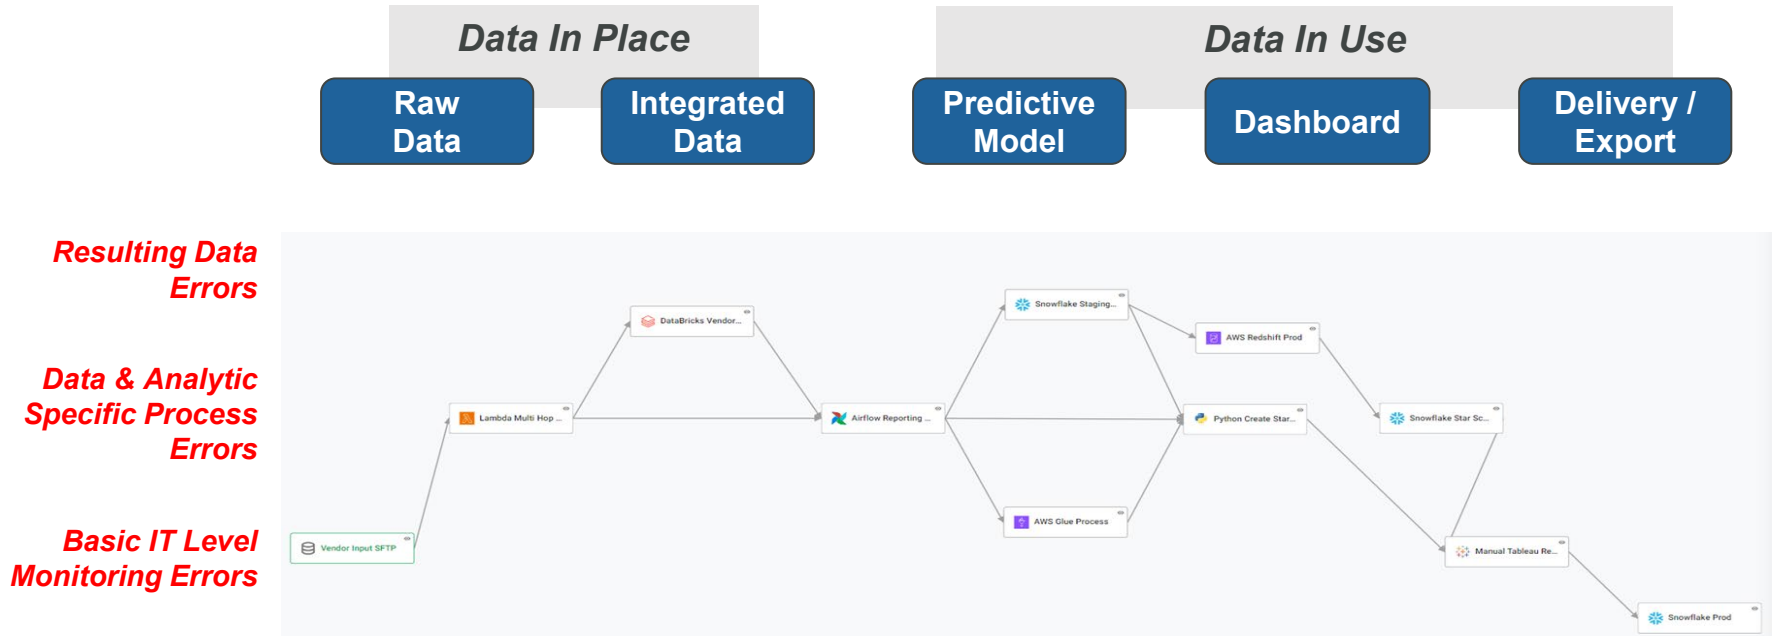 Data In Place
Data In Use
Raw
Data
Integrated
Data
Predictive
Model
Dashboard
Delivery /
Export
Resulting Data
Errors
Data & Analytic
Specific Process
Errors
Basic IT Level
Monitoring Errors
Vendor Input SFTP
Lambda Multi Hop ...
DataBricks Vendor...
Airflow Reporting ...
Snowflake Staging...
AWS Glue Process
AWS Redshift Prod
Python Create Star...
Snowflake Star Sc...
Manual Tableau Re...
Snowflake Prod